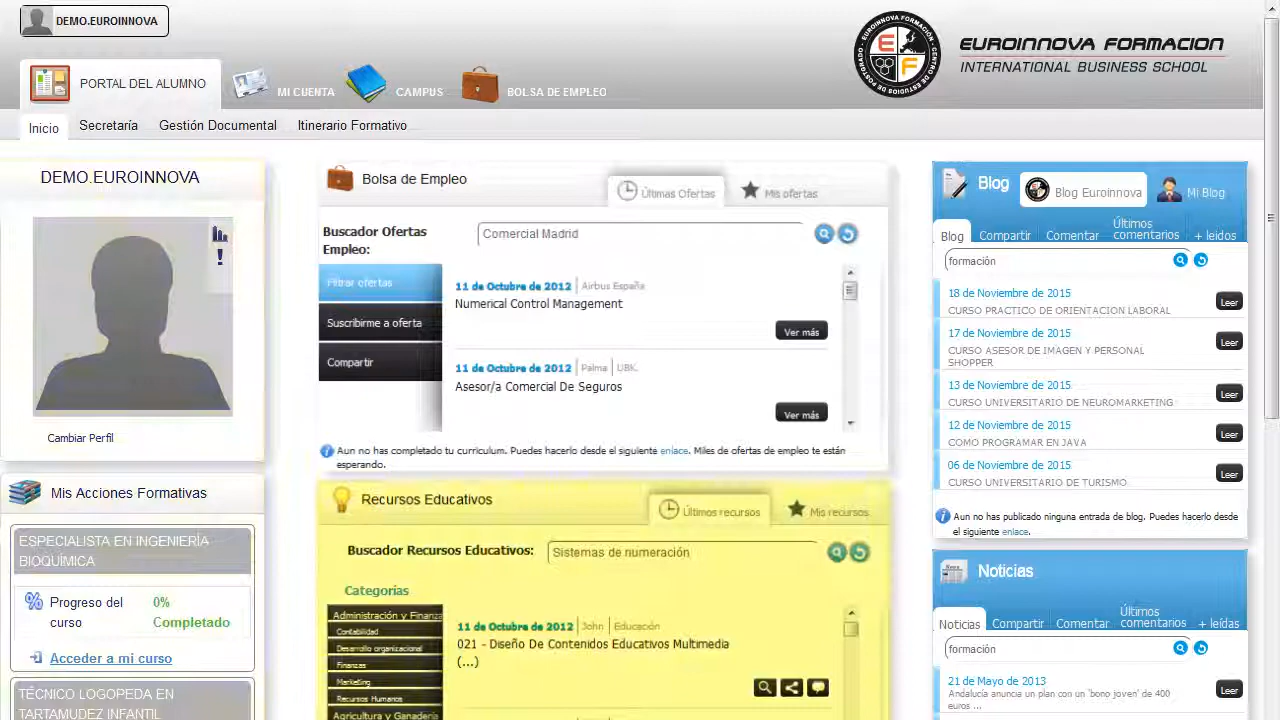 DEMO.EUROINNOVA
EUROINNOVA FORMACION
INTERNATIONAL BUSINESS SCHOOL
EUROINNOVA FORMACIÓN
CENTRO DE ESTUDIOS DE POSTGRADO
E
F
PORTAL DEL ALUMNO
MI CUENTA
CAMPUS
BOLSA DE EMPLEO
Inicio
Secretaría
Gestión Documental
Itinerario Formativo
DEMO.EUROINNOVA
Cambiar Perfil
Mis Acciones Formativas
ESPECIALISTA EN INGENIERÍA
BIOQUÍMICA
Progreso del
curso
0%
Completado
Acceder a mi curso
TÉCNICO LOGOPEDA EN
TARTAMUDEZ INFANTIL
Bolsa de Empleo
Últimas Ofertas
Mis ofertas
Buscador Ofertas
Empleo:
Comercial Madrid
Filtrar ofertas
Suscribirme a oferta
Compartir
11 de Octubre de 2012 Airbus España
Numerical Control Management
Ver más
11 de Octubre de 2012 Palma UBK.
Asesor/a Comercial De Seguros
Ver más
Aun no has completado tu curriculum. Puedes hacerlo desde el siguiente enlace. Miles de ofertas de empleo te están
esperando.
Recursos Educativos
Últimos recursos
Mis recursos
Buscador Recursos Educativos:
Sistemas de numeración
Categorías
Administración y Finanza
Contabilidad
Desarrollo organizacional
Finanzas
Marketing
Recursos Humanos
Agricultura y Ganadería
11 de Octubre de 2012 John Educación
021 - Diseño De Contenidos Educativos Multimedia
(...)
Blog
Blog Euroinnova
Mi Blog
Blog
Compartir
Comentar
Últimos
comentarios
+ leidos
formación
18 de Noviembre de 2015
CURSO PRACTICO DE ORIENTACION LABORAL
Leer
17 de Noviembre de 2015
CURSO ASESOR DE IMAGEN Y PERSONAL
SHOPPER
Leer
13 de Noviembre de 2015
CURSO UNIVERSITARIO DE NEUROMARKETING
Leer
12 de Noviembre de 2015
COMO PROGRAMAR EN JAVA
Leer
06 de Noviembre de 2015
CURSO UNIVERSITARIO DE TURISMO
Leer
Aun no has publicado ninguna entrada de blog. Puedes hacerlo desde
el siguiente enlace.
Noticias
Noticias
Compartir
Comentar
Últimos
comentarios
+ leídas
formación
21 de Mayo de 2013
Andalucía anuncia un
de 400
euros ...
Leer